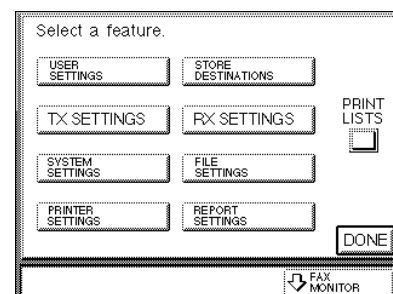 Select a feature.
USER
SETTINGS
STORE
DESTINATIONS
TX SETTINGS
RX SETTINGS
PRINT
LISTS
SYSTEM
SETTINGS
FILE
SETTINGS
PRINTER
SETTINGS
REPORT
SETTINGS
DONE
FAX
MONITOR